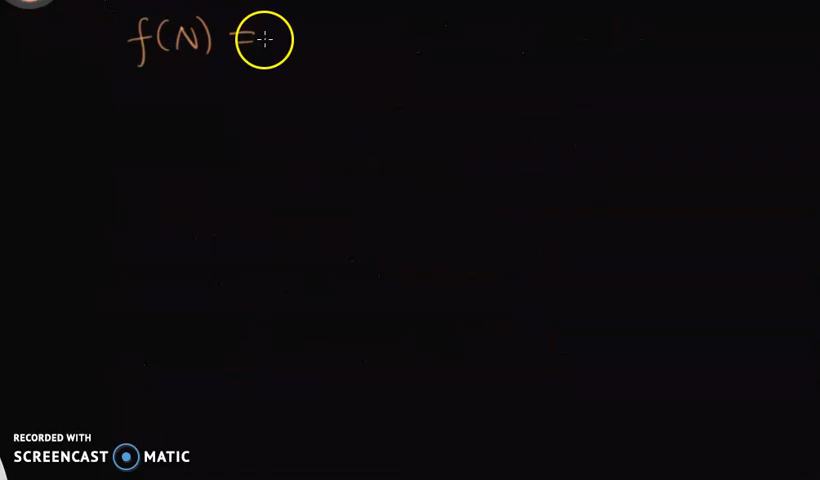 f(N) =
RECORDED WITH
SCREENCAST MATIC